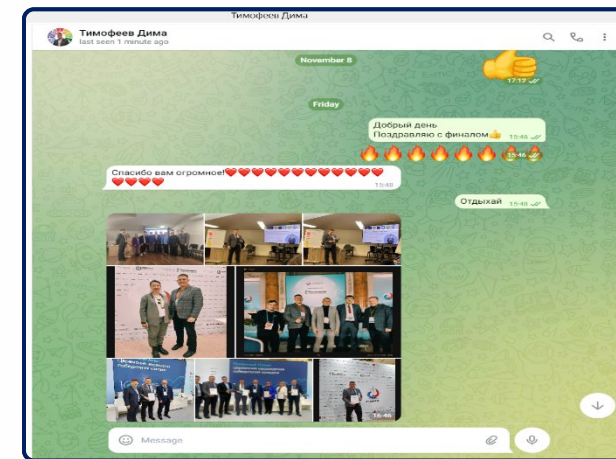 Тимофеев Дима
Тимофеев Дима
last seen 1 minute ago
November 8
17:12
Friday
Добрый день
Поздравляю с финалом👍 15:46
🔥🔥🔥🔥🔥🔥🔥🔥 15:46
Спасибо вам огромное!❤️❤️❤️❤️❤️❤️❤️❤️❤️❤️❤️❤️
❤️❤️❤️❤️ 15:48
Отдыхай 15:48
15:46
Message